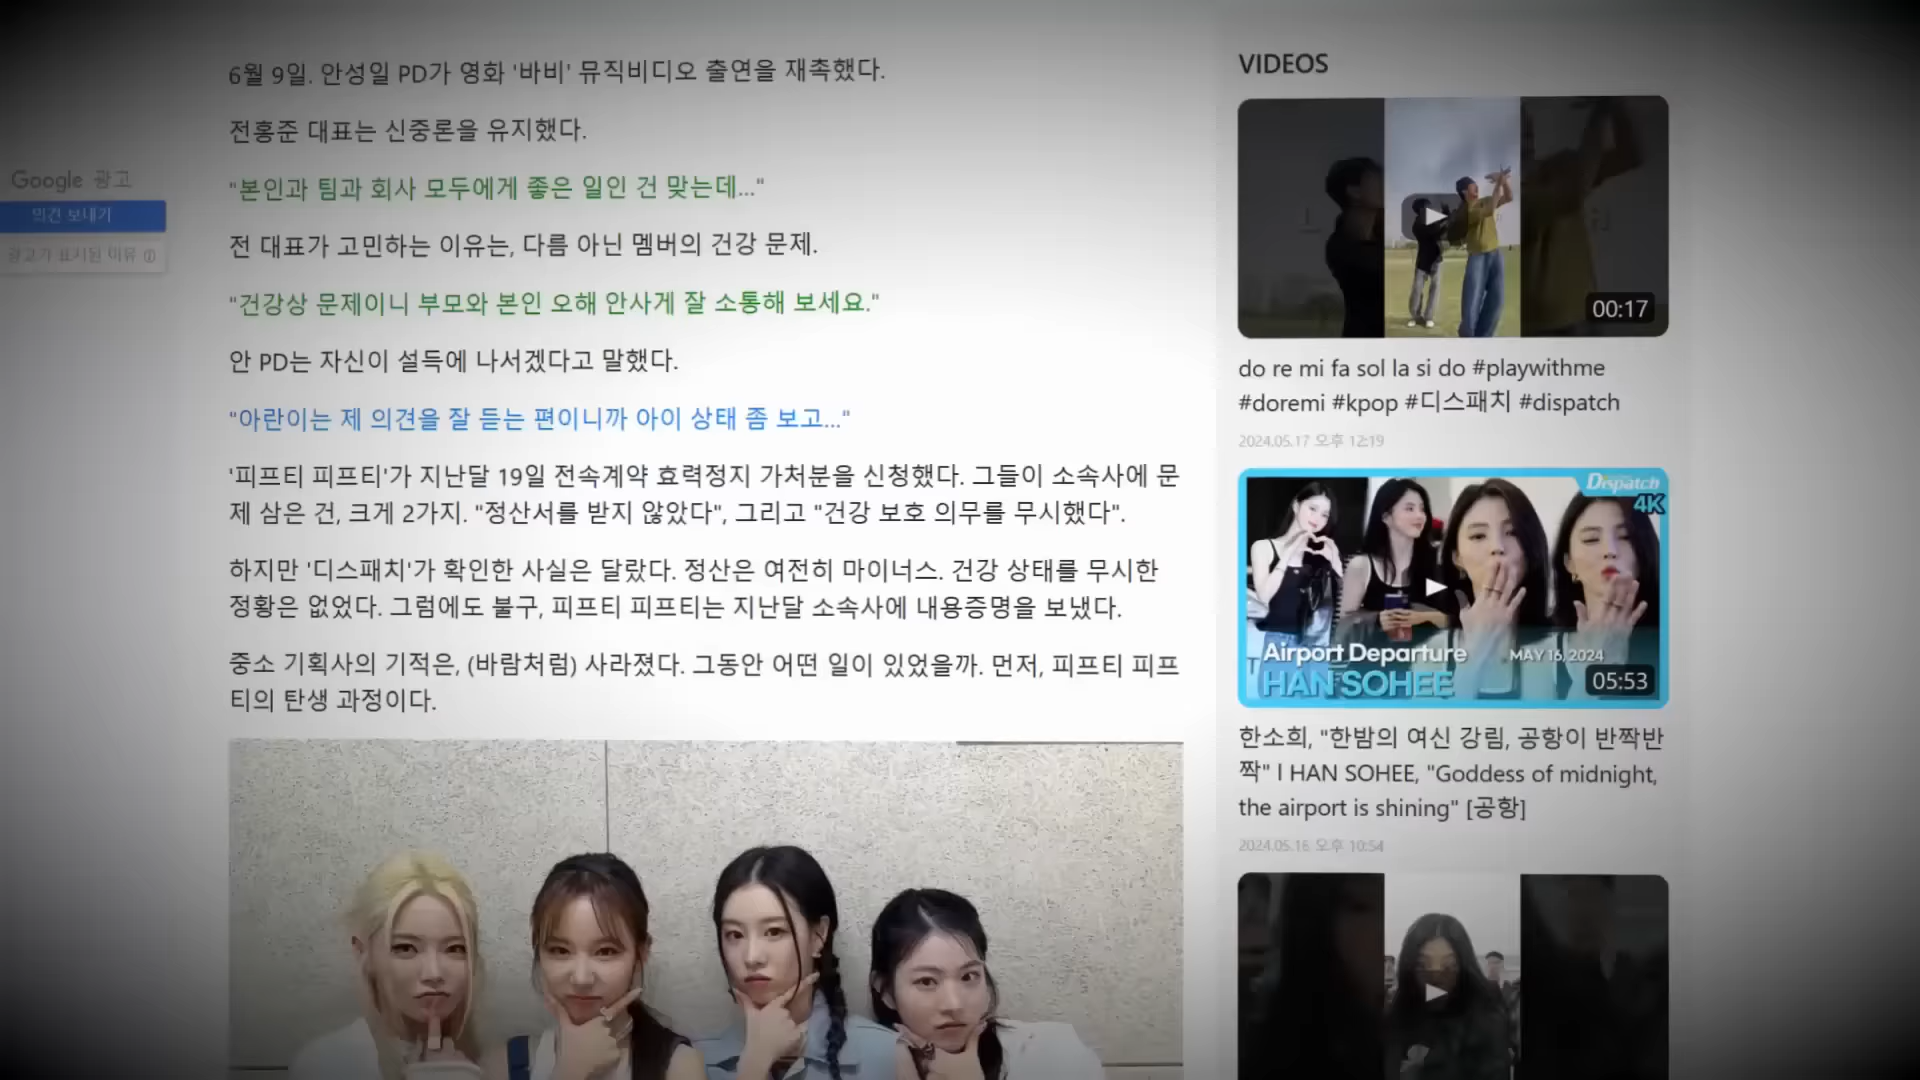 6월 9일. 안성일 PD가 영화 '바비' 뮤직비디오 출연을 재촉했다.
전홍준 대표는 신중론을 유지했다.
"본인과 팀과 회사 모두에게 좋은 일인 건 맞는데..."
전 대표가 고민하는 이유는, 다름 아닌 멤버의 건강 문제.
"건강상 문제이니 부모와 본인 오해 안사게 잘 소통해 보세요."
안 PD는 자신이 설득에 나서겠다고 말했다.
"아란이는 제 의견을 잘 듣는 편이니까 아이 상태 좀 보고..."
'피프티 피프티'가 지난달 19일 전속계약 효력정지 가처분을 신청했다. 그들이 소속사에 문
제 삼은 건, 크게 2가지. "정산서를 받지 않았다", 그리고 "건강 보호 의무를 무시했다".
하지만 '디스패치'가 확인한 사실은 달랐다. 정산은 여전히 마이너스. 건강 상태를 무시한
정황은 없었다. 그럼에도 불구, 피프티 피프티는 지난달 소속사에 내용증명을 보냈다.
중소 기획사의 기적은, (바람처럼) 사라졌다. 그동안 어떤 일이 있었을까. 먼저, 피프티 피프
티의 탄생 과정이다.
Google 광고
의견 보내기
광고가 표시된 이유 ⓘ
VIDEOS
00:17
do re mi fa sol la si do #playwithme
#doremi #kpop #디스패치 #dispatch
2024.05.17 오후 12:19
Dispatch
4K
Airport Departure MAY 16, 2024
HAN SOHEE
05:53
한소희, "한밤의 여신 강림, 공항이 반짝반
짝" l HAN SOHEE, "Goddess of midnight,
the airport is shining" [공항]
2024.05.16 오후 10:54